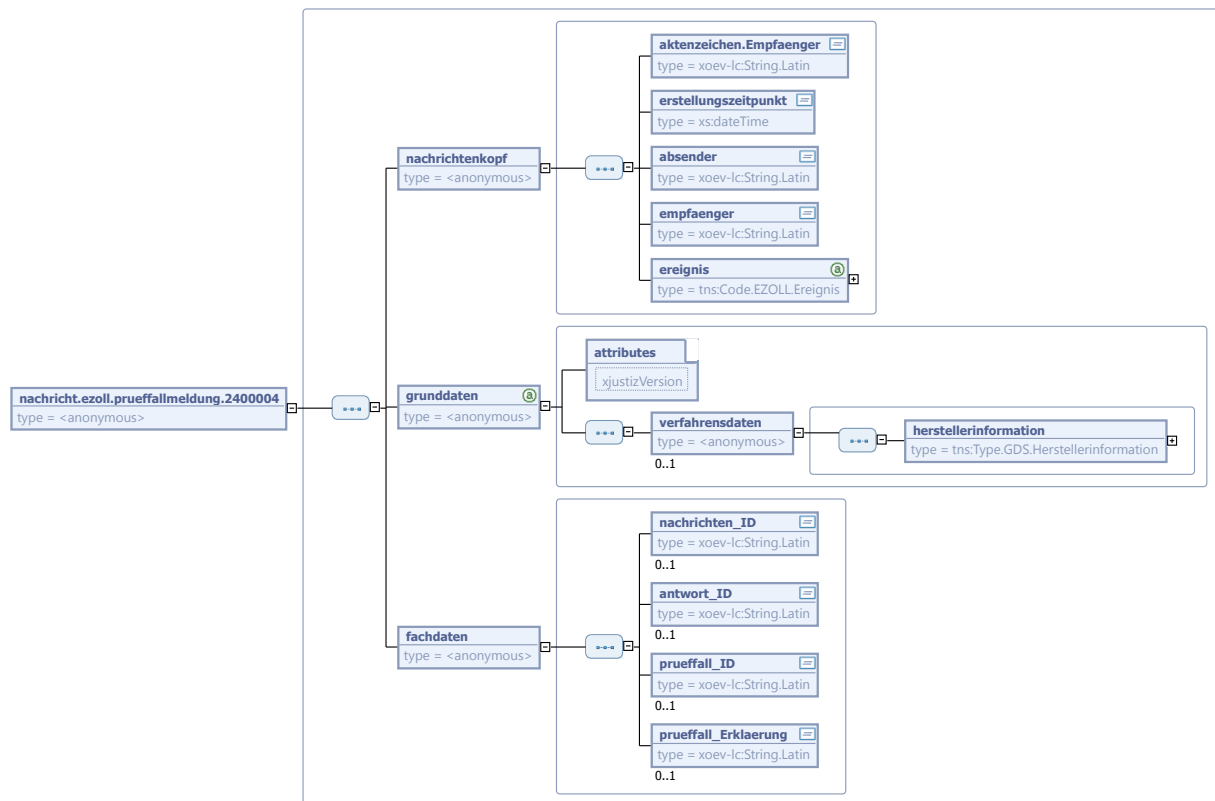 aktenzeichen.Empfaenger
type = xoev-lc:String.Latin
erstellungszeitpunkt
type = xs:dateTime
nachrichtenkopf
type = <anonymous>
absender
type = xoev-lc:String.Latin
empfaenger
type = xoev-lc:String.Latin
ereignis
a
type = tns:Code.EZOLL.Ereignis
nachricht.ezoll.prueffallmeldung.2400004
type = <anonymous>
grunddaten
a
type = <anonymous>
attributes
xjustizVersion
verfahrensdaten
type = <anonymous>
0..1
herstellerinformation
type = tns:Type.GDS.Herstellerinformation
fachdaten
type = <anonymous>
nachrichten_ID
type = xoev-lc:String.Latin
0..1
antwort_ID
type = xoev-lc:String.Latin
0..1
prueffall_ID
type = xoev-lc:String.Latin
0..1
prueffall_Erklaerung
type = xoev-lc:String.Latin
0..1